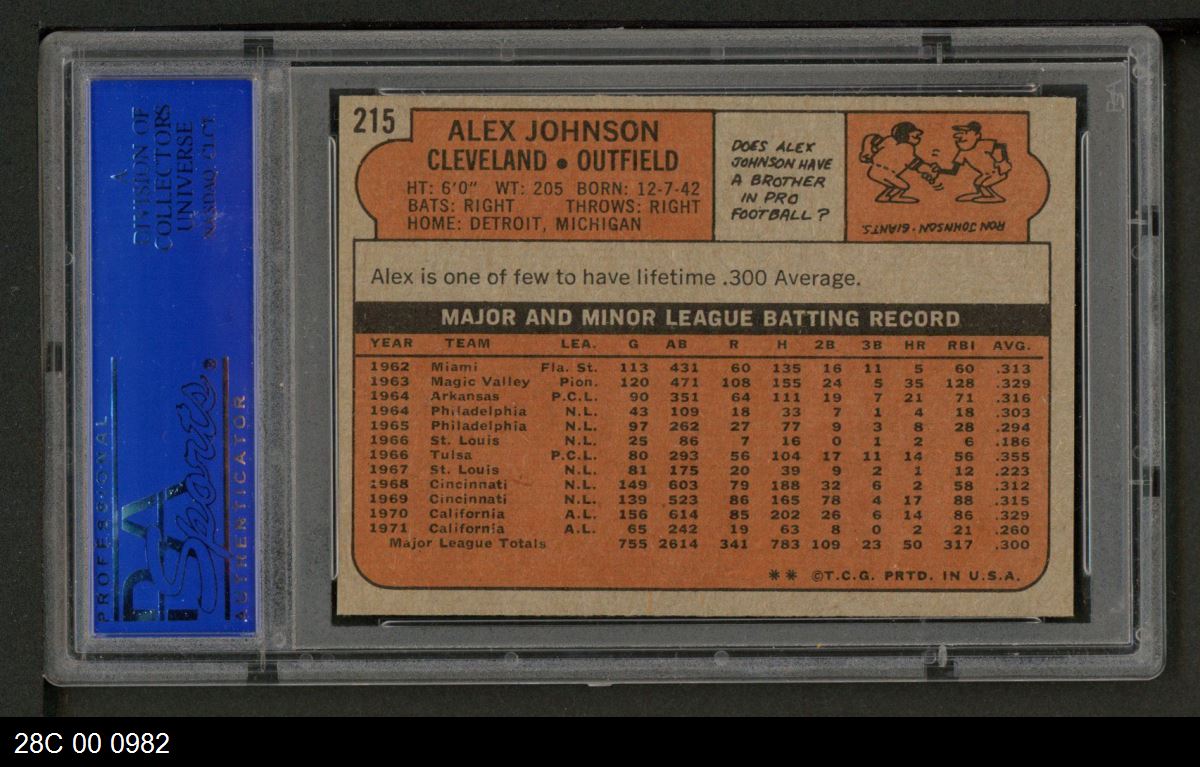 A
DIVISION OF
COLLECTORS
UNIVERSE
NASDAQ: CLCT
PROFESSIONAL
PSA
Sports®
AUTHENTICATOR
215
ALEX JOHNSON
CLEVELAND • OUTFIELD
HT: 6'0" WT: 205 BORN: 12-7-42
BATS: RIGHT THROWS: RIGHT
HOME: DETROIT, MICHIGAN
DOES ALEX
JOHNSON HAVE
A BROTHER
IN PRO
FOOTBALL?
RON JOHNSON - GIANTS.
Alex is one of few to have lifetime .300 Average.
MAJOR AND MINOR LEAGUE BATTING RECORD
YEAR TEAM LEA. G AB R H 2B 3B HR RBI AVG.
1962 Miami Fla. St. 113 431 60 135 16 11 5 60 .313
1963 Magic Valley Pion. 120 471 108 155 24 5 35 128 .329
1964 Arkansas P.C.L. 90 351 64 111 19 7 21 71 .316
1964 Philadelphia N.L. 43 109 18 33 7 1 4 18 .303
1965 Philadelphia N.L. 97 262 27 77 9 3 8 28 .294
1966 St. Louis N.L. 25 86 7 16 0 1 2 6 .186
1966 Tulsa P.C.L. 80 293 56 104 17 11 14 56 .355
1967 St. Louis N.L. 81 175 20 39 9 2 1 12 .223
1968 Cincinnati N.L. 149 603 79 188 32 6 2 58 .312
1969 Cincinnati N.L. 139 523 86 165 78 4 17 88 .315
1970 California A.L. 156 614 85 202 26 6 14 86 .329
1971 California A.L. 65 242 19 63 8 0 2 21 .260
Major League Totals 755 2614 341 783 109 23 50 317 .300
** ©T.C.G. PRTD. IN U.S.A.
28C 00 0982